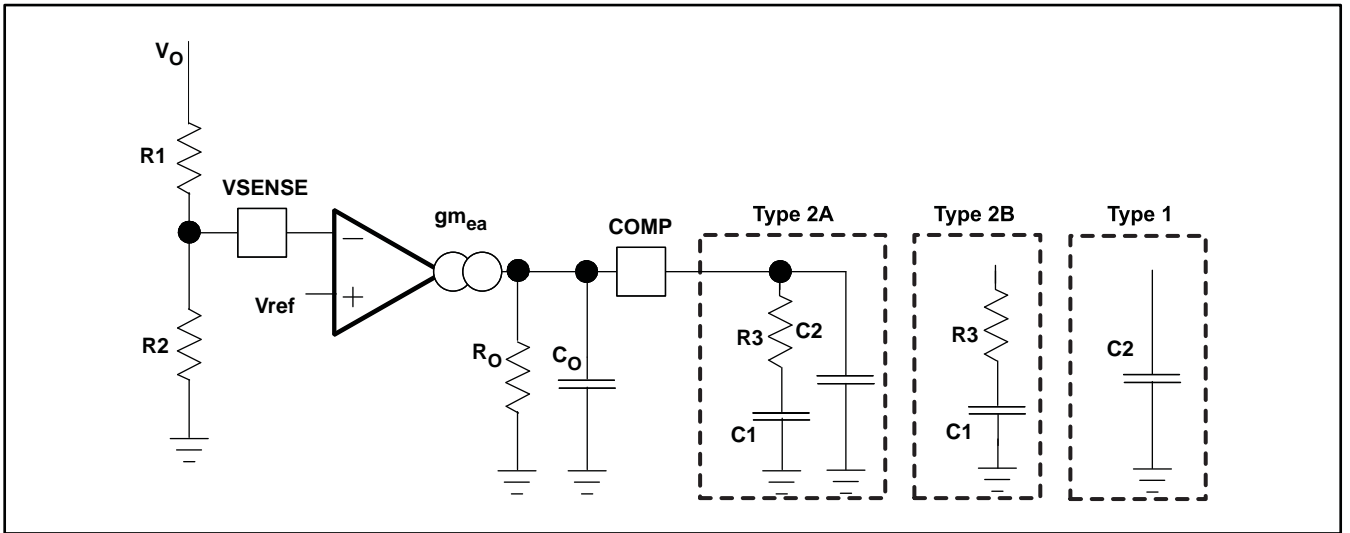 VO
R1
VSENSE
R2
Vref
gmea
RO
CO
COMP
Type 2A
R3
C2
C1
Type 2B
R3
C1
Type 1
C2